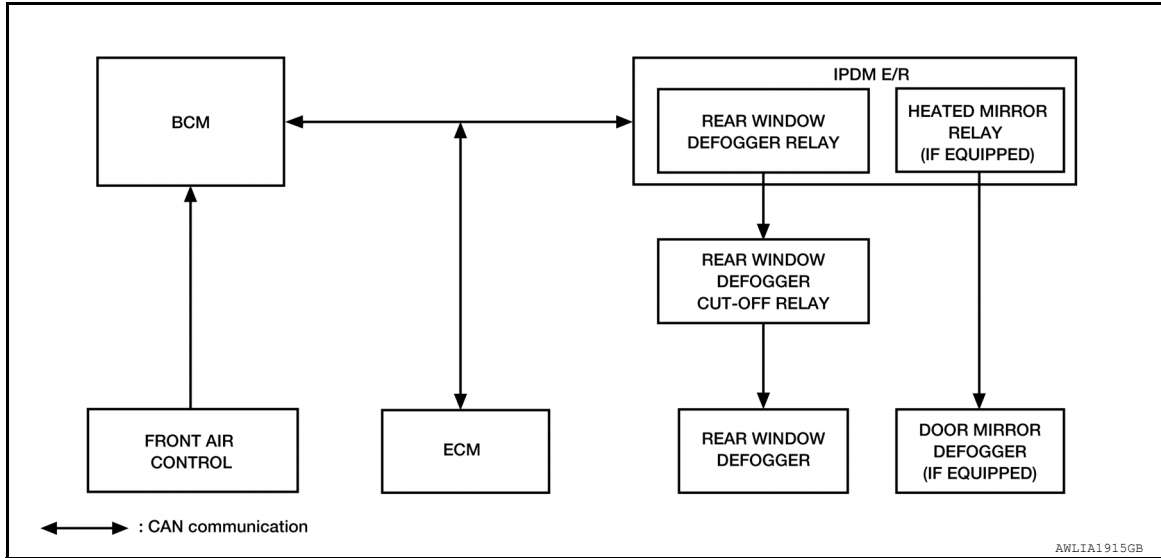 IPDM E/R
BCM
REAR WINDOW
DEFOGGER RELAY
HEATED MIRROR
RELAY
(IF EQUIPPED)
REAR WINDOW
DEFOGGER
CUT-OFF RELAY
FRONT AIR
CONTROL
ECM
REAR WINDOW
DEFOGGER
DOOR MIRROR
DEFOGGER
(IF EQUIPPED)
: CAN communication
AWLIA1915GB